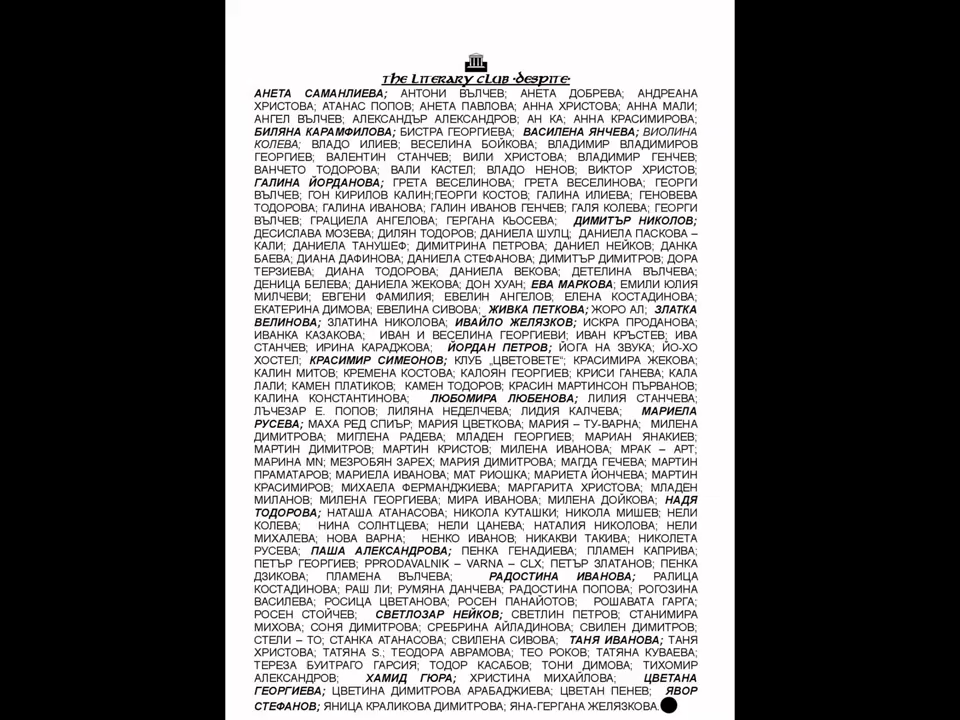 THE LITERARY CLUB ·DESPITE·
АНЕТА САМАНЛИЕВА; АНТОНИ ВЪЛЧЕВ; АНЕТА ДОБРЕВА; АНДРЕАНА
ХРИСТОВА; АТАНАС ПОПОВ; АНЕТА ПАВЛОВА; АННА ХРИСТОВА; АННА МАЛИ;
АНГЕЛ ВЪЛЧЕВ; АЛЕКСАНДЪР АЛЕКСАНДРОВ; АН КА; АННА КРАСИМИРОВА;
БИЛЯНА КАРАМФИЛОВА; БИСТРА ГЕОРГИЕВА; ВАСИЛЕНА ЯНЧЕВА; ВИОЛИНА
КОЛЕВА; ВЛАДО ИЛИЕВ; ВЕСЕЛИНА БОЙКОВА; ВЛАДИМИР ВЛАДИМИРОВ
ГЕОРГИЕВ; ВАЛЕНТИН СТАНЧЕВ; ВИЛИ ХРИСТОВА; ВЛАДИМИР ГЕНЧЕВ;
ВАНЧЕТО ТОДОРОВА; ВАЛИ КАСТЕЛ; ВЛАДО НЕНОВ; ВИКТОР ХРИСТОВ;
ГАЛИНА ЙОРДАНОВА; ГРЕТА ВЕСЕЛИНОВА; ГРЕТА ВЕСЕЛИНОВА; ГЕОРГИ
ВЪЛЧЕВ; ГОН КИРИЛОВ КАЛИН;ГЕОРГИ КОСТОВ; ГАЛИНА ИЛИЕВА; ГЕНОВЕВА
ТОДОРОВА; ГАЛИНА ИВАНОВА; ГАЛИН ИВАНОВ ГЕНЧЕВ; ГАЛЯ КОЛЕВА; ГЕОРГИ
ВЪЛЧЕВ; ГРАЦИЕЛА АНГЕЛОВА; ГЕРГАНА КЬОСЕВА; ДИМИТЪР НИКОЛОВ;
ДЕСИСЛАВА МОЗЕВА; ДИЛЯН ТОДОРОВ; ДАНИЕЛА ШУЛЦ; ДАНИЕЛА ПАСКОВА –
КАЛИ; ДАНИЕЛА ТАНУШЕФ; ДИМИТРИНА ПЕТРОВА; ДАНИЕЛ НЕЙКОВ; ДАНКА
БАЕВА; ДИАНА ДАФИНОВА; ДАНИЕЛА СТЕФАНОВА; ДИМИТЪР ДИМИТРОВ; ДОРА
ТЕРЗИЕВА; ДИАНА ТОДОРОВА; ДАНИЕЛА ВЕКОВА; ДЕТЕЛИНА ВЪЛЧЕВА;
ДЕНИЦА БЕЛЕВА; ДАНИЕЛА ЖЕКОВА; ДОН ХУАН; ЕВА МАРКОВА; ЕМИЛИ ЮЛИЯ
МИЛЧЕВИ; ЕВГЕНИ ФАМИЛИЯ; ЕВЕЛИН АНГЕЛОВ; ЕЛЕНА КОСТАДИНОВА;
ЕКАТЕРИНА ДИМОВА; ЕВЕЛИНА СИВОВА; ЖИВКА ПЕТКОВА; ЖОРО АЛ; ЗЛАТКА
ВЕЛИНОВА; ЗЛАТИНА НИКОЛОВА; ИВАЙЛО ЖЕЛЯЗКОВ; ИСКРА ПРОДАНОВА;
ИВАНКА КАЗАКОВА; ИВАН И ВЕСЕЛИНА ГЕОРГИЕВИ; ИВАН КРЪСТЕВ; ИВА
СТАНЧЕВ; ИРИНА КАРАДЖОВА; ЙОРДАН ПЕТРОВ; ЙОГА НА ЗВУКА; ЙО-ХО
ХОСТЕЛ; КРАСИМИР СИМЕОНОВ; КЛУБ „ЦВЕТОВЕТЕ“; КРАСИМИРА ЖЕКОВА;
КАЛИН МИТОВ; КРЕМЕНА КОСТОВА; КАЛОЯН ГЕОРГИЕВ; КРИСИ ГАНЕВА; КАЛА
ЛАЛИ; КАМЕН ПЛАТИКОВ; КАМЕН ТОДОРОВ; КРАСИН МАРТИНСОН ПЪРВАНОВ;
КАЛИНА КОНСТАНТИНОВА; ЛЮБОМИРА ЛЮБЕНОВА; ЛИЛИЯ СТАНЧЕВА;
ЛЪЧЕЗАР Е. ПОПОВ; ЛИЛЯНА НЕДЕЛЧЕВА; ЛИДИЯ КАЛЧЕВА; МАРИЕЛА
РУСЕВА; МАХА РЕД СПИЪР; МАРИЯ ЦВЕТКОВА; МАРИЯ – ТУ-ВАРНА; МИЛЕНА
ДИМИТРОВА; МИГЛЕНА РАДЕВА; МЛАДЕН ГЕОРГИЕВ; МАРИАН ЯНАКИЕВ;
МАРТИН ДИМИТРОВ; МАРТИН КРИСТОВ; МИЛЕНА ИВАНОВА; МРАК – АРТ;
МАРИНА MN; МЕЗРОБЯН ЗАРЕХ; МАРИЯ ДИМИТРОВА; МАГДА ГЕЧЕВА; МАРТИН
ПРАМАТАРОВ; МАРИЕЛА ИВАНОВА; МАТ РИОШКА; МАРИЕТА ЙОНЧЕВА; МАРТИН
КРАСИМИРОВ; МИХАЕЛА ФЕРМАНДЖИЕВА; МАРГАРИТА ХРИСТОВА; МЛАДЕН
МИЛАНОВ; МИЛЕНА ГЕОРГИЕВА; МИРА ИВАНОВА; МИЛЕНА ДОЙКОВА; НАДЯ
ТОДОРОВА; НАТАША АТАНАСОВА; НИКОЛА КУТАШКИ; НИКОЛА МИШЕВ; НЕЛИ
КОЛЕВА; НИНА СОЛНТЦЕВА; НЕЛИ ЦАНЕВА; НАТАЛИЯ НИКОЛОВА; НЕЛИ
МИХАЛЕВА; НОВА ВАРНА; НЕНКО ИВАНОВ; НИКАКВИ ТАКИВА; НИКОЛЕТА
РУСЕВА; ПАША АЛЕКСАНДРОВА; ПЕНКА ГЕНАДИЕВА; ПЛАМЕН КАПРИВА;
ПЕТЪР ГЕОРГИЕВ; PPRODAVALNIK – VARNA – CLX; ПЕТЪР ЗЛАТАНОВ; ПЕНКА
ДЗИКОВА; ПЛАМЕНА ВЪЛЧЕВА; РАДОСТИНА ИВАНОВА; РАЛИЦА
КОСТАДИНОВА; РАШ ЛИ; РУМЯНА ДАНЧЕВА; РАДОСТИНА ПОПОВА; РОГОЗИНА
ВАСИЛЕВА; РОСИЦА ЦВЕТАНОВА; РОСЕН ПАНАЙОТОВ; РОШАВАТА ГАРГА;
РОСЕН СТОЙЧЕВ; СВЕТЛОЗАР НЕЙКОВ; СВЕТЛИН ПЕТРОВ; СТАНИМИРА
МИХОВА; СОНЯ ДИМИТРОВА; СРЕБРИНА АЙЛАДИНОВА; СВИЛЕН ДИМИТРОВ;
СТЕЛИ – ТО; СТАНКА АТАНАСОВА; СВИЛЕНА СИВОВА; ТАНЯ ИВАНОВА; ТАНЯ
ХРИСТОВА; ТАТЯНА S.; ТЕОДОРА АВРАМОВА; ТЕО РОКОВ; ТАТЯНА КУВАЕВА;
ТЕРЕЗА БУИТРАГО ГАРСИЯ; ТОДОР КАСАБОВ; ТОНИ ДИМОВА; ТИХОМИР
АЛЕКСАНДРОВ; ХАМИД ГЮРА; ХРИСТИНА МИХАЙЛОВА; ЦВЕТАНА
ГЕОРГИЕВА; ЦВЕТИНА ДИМИТРОВА АРАБАДЖИЕВА; ЦВЕТАН ПЕНЕВ; ЯВОР
СТЕФАНОВ; ЯНИЦА КРАЛИКОВА ДИМИТРОВА; ЯНА-ГЕРГАНА ЖЕЛЯЗКОВА.